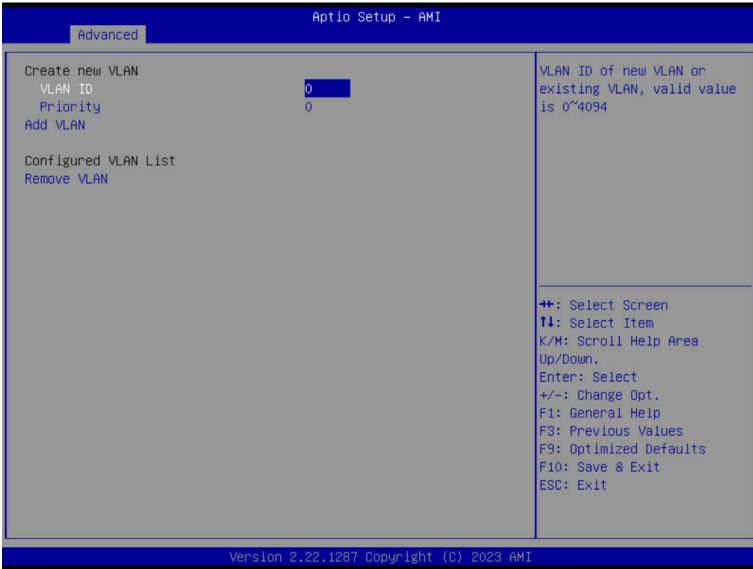 Aptio Setup – AMI
Advanced
Create new VLAN
VLAN ID 0
Priority 0
Add VLAN
Configured VLAN List
Remove VLAN
VLAN ID of new VLAN or
existing VLAN, valid value
is 0~4094
→←: Select Screen
↑↓: Select Item
K/M: Scroll Help Area
Up/Down.
Enter: Select
+/-: Change Opt.
F1: General Help
F3: Previous Values
F9: Optimized Defaults
F10: Save & Exit
ESC: Exit
Version 2.22.1287 Copyright (C) 2023 AMI